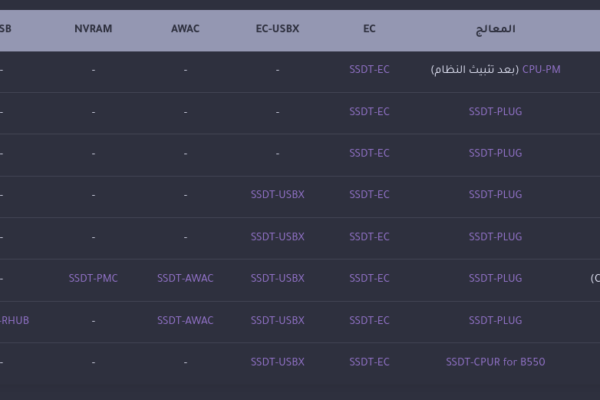 المعالج EC EC-USBX AWAC NVRAM SB
CPU-PM (بعد تثبيث النظام) SSDT-EC - - - -
SSDT-PLUG SSDT-EC - - - -
SSDT-PLUG SSDT-EC - - - -
SSDT-PLUG SSDT-EC SSDT-USBX - - -
SSDT-PLUG SSDT-EC SSDT-USBX - - -
(C SSDT-PLUG SSDT-EC SSDT-USBX SSDT-AWAC SSDT-PMC -
SSDT-PLUG SSDT-EC SSDT-USBX SSDT-AWAC - -RHUB
SSDT-CPUR for B550 SSDT-EC SSDT-USBX - - -